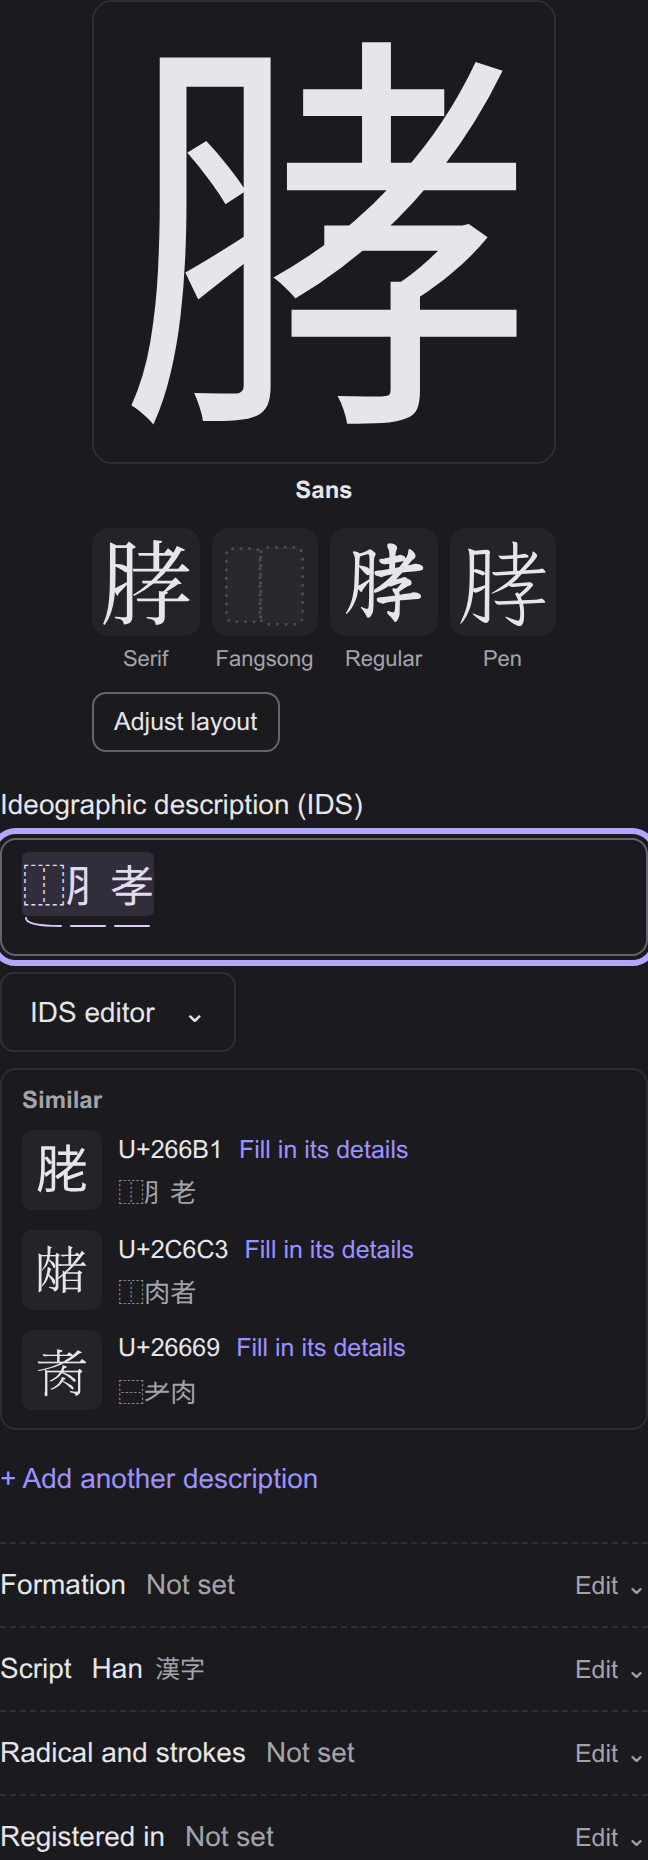 Sans
Serif
Fangsong
Regular
Pen
Adjust layout
Ideographic description (IDS)
⿰⺼孝
IDS editor
Similar
U+266B1 Fill in its details
⿰⺼老
U+2C6C3 Fill in its details
⿰肉者
U+26669 Fill in its details
⿱耂肉
+ Add another description
Formation Not set Edit
Script Han 漢字 Edit
Radical and strokes Not set Edit
Registered in Not set Edit